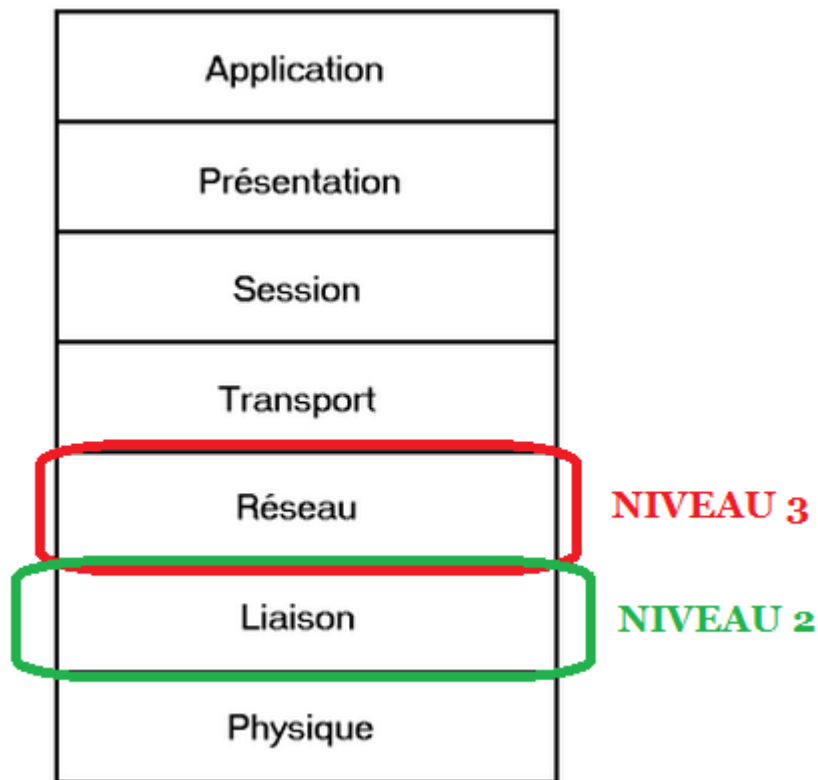 Application
Présentation
Session
Transport
Réseau
NIVEAU 3
Liaison
NIVEAU 2
Physique